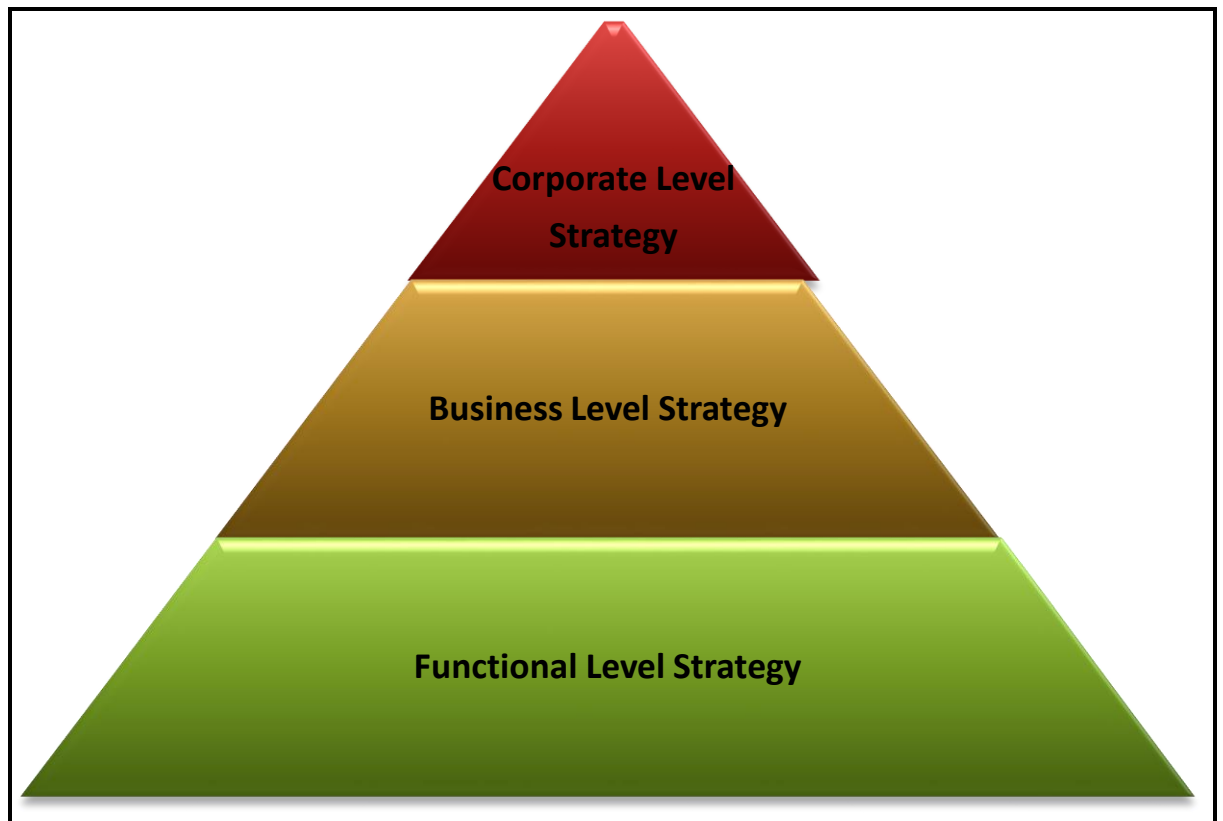 Corporate Level
Strategy
Business Level Strategy
Functional Level Strategy